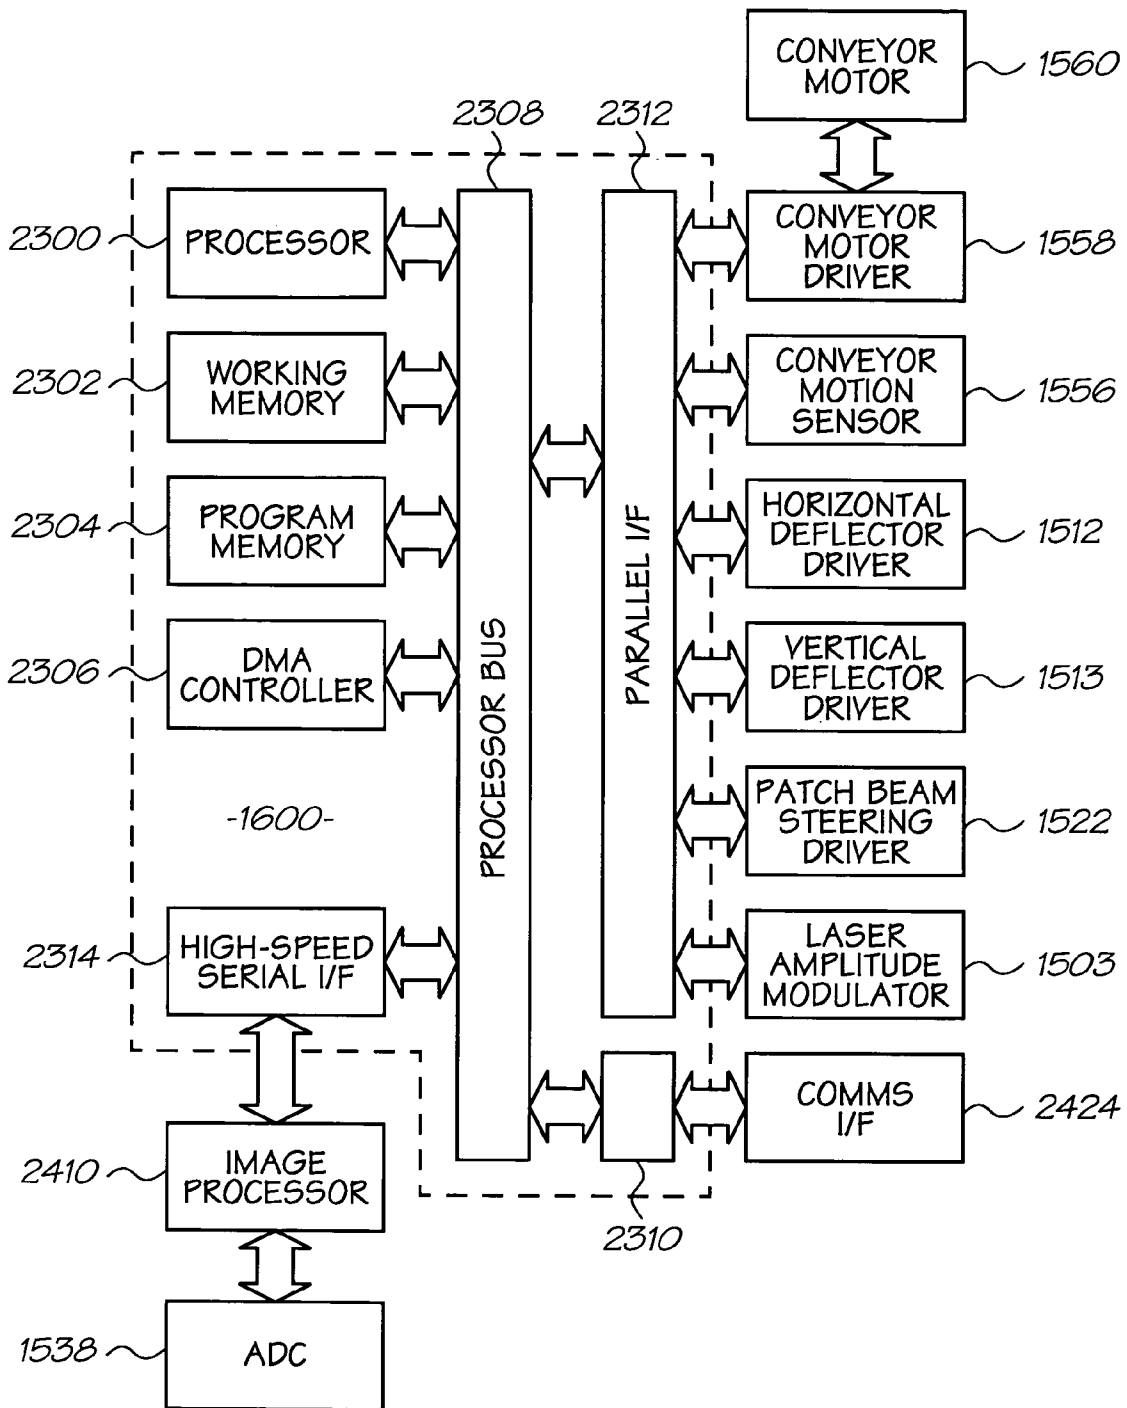 CONVEYOR
MOTOR
1560
2308
2312
2300
PROCESSOR
CONVEYOR
MOTOR
DRIVER
1558
2302
WORKING
MEMORY
CONVEYOR
MOTION
SENSOR
1556
2304
PROGRAM
MEMORY
HORIZONTAL
DEFLECTOR
DRIVER
1512
2306
DMA
CONTROLLER
PROCESSOR BUS
PARALLEL I/F
VERTICAL
DEFLECTOR
DRIVER
1513
-1600-
PATCH BEAM
STEERING
DRIVER
1522
2314
HIGH-SPEED
SERIAL I/F
LASER
AMPLITUDE
MODULATOR
1503
COMMS
I/F
2424
2410
IMAGE
PROCESSOR
2310
1538
ADC